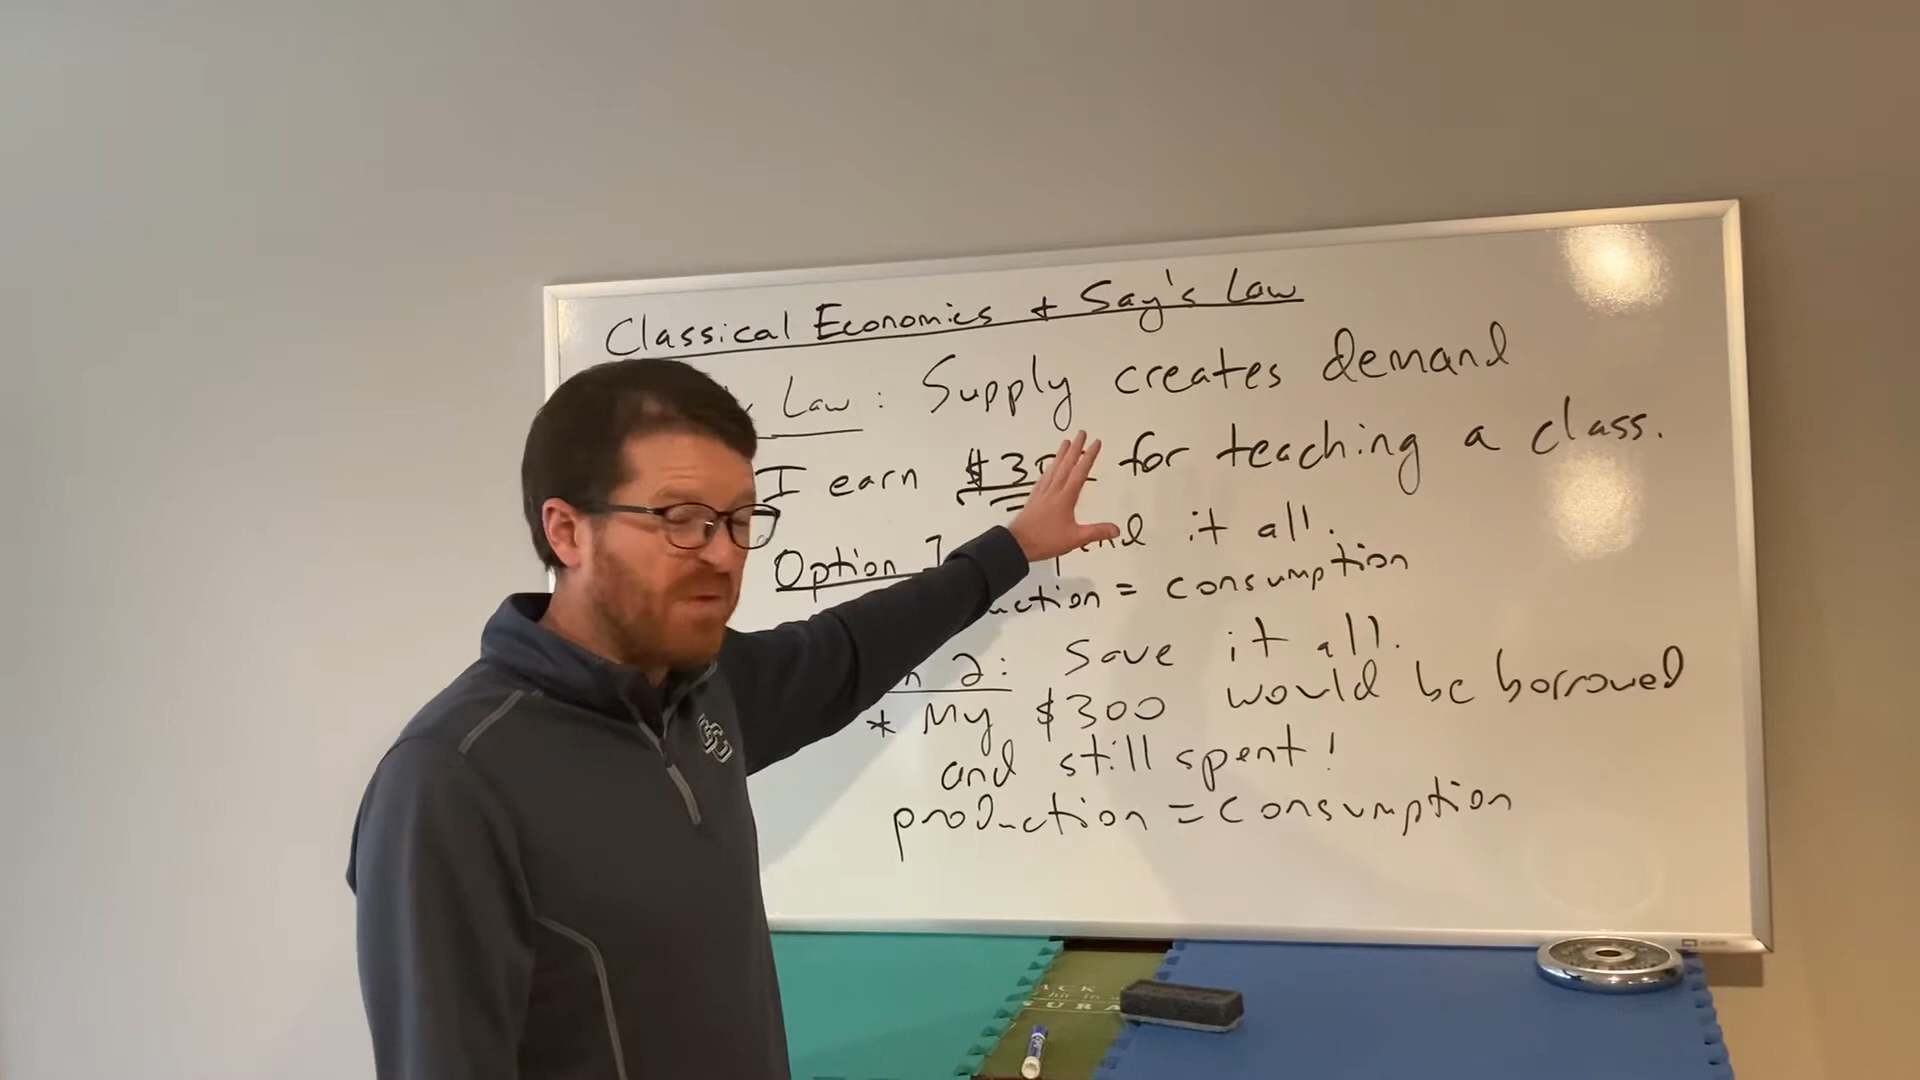 Classical Economics + Say's Law
Law: Supply creates demand
I earn for teaching a class.
Option it all.
= consumption
2: Save it all.
* My $300 would be borrowed
and still spent!
production = consumption